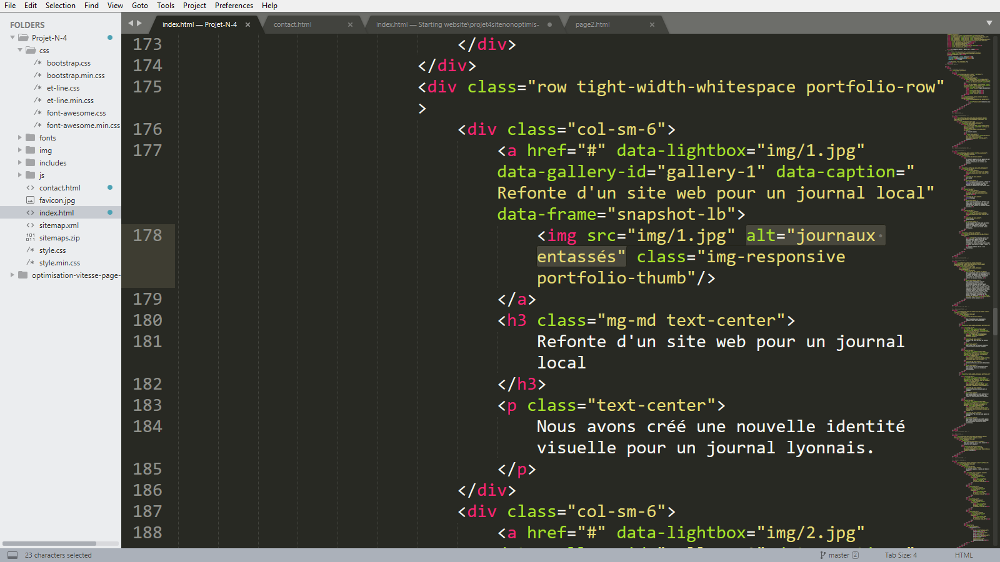 File Edit Selection Find View Goto Tools Project Preferences Help
FOLDERS
Projet-N-4
css
/* bootstrap.css
/* bootstrap.min.css
/* et-line.css
/* et-line.min.css
/* font-awesome.css
/* font-awesome.min.css
fonts
img
includes
js
<> contact.html
favicon.jpg
<> index.html
<> sitemap.xml
sitemaps.zip
/* style.css
/* style.min.css
optimisation-vitesse-page-
index.html — Projet-N-4 × contact.html × index.html — Starting website\projet4sitenonoptimis- • page2.html ×
173 </div>
174 </div>
175 <div class="row tight-width-whitespace portfolio-row"
>
176 <div class="col-sm-6">
177 <a href="#" data-lightbox="img/1.jpg"
data-gallery-id="gallery-1" data-caption="
Refonte d'un site web pour un journal local"
data-frame="snapshot-lb">
178 <img src="img/1.jpg" alt="journaux
entassés" class="img-responsive
portfolio-thumb"/>
179 </a>
180 <h3 class="mg-md text-center">
181 Refonte d'un site web pour un journal
local
182 </h3>
183 <p class="text-center">
184 Nous avons créé une nouvelle identité
visuelle pour un journal lyonnais.
185 </p>
186 </div>
187 <div class="col-sm-6">
188 <a href="#" data-lightbox="img/2.jpg"
23 characters selected master 2 Tab Size: 4 HTML